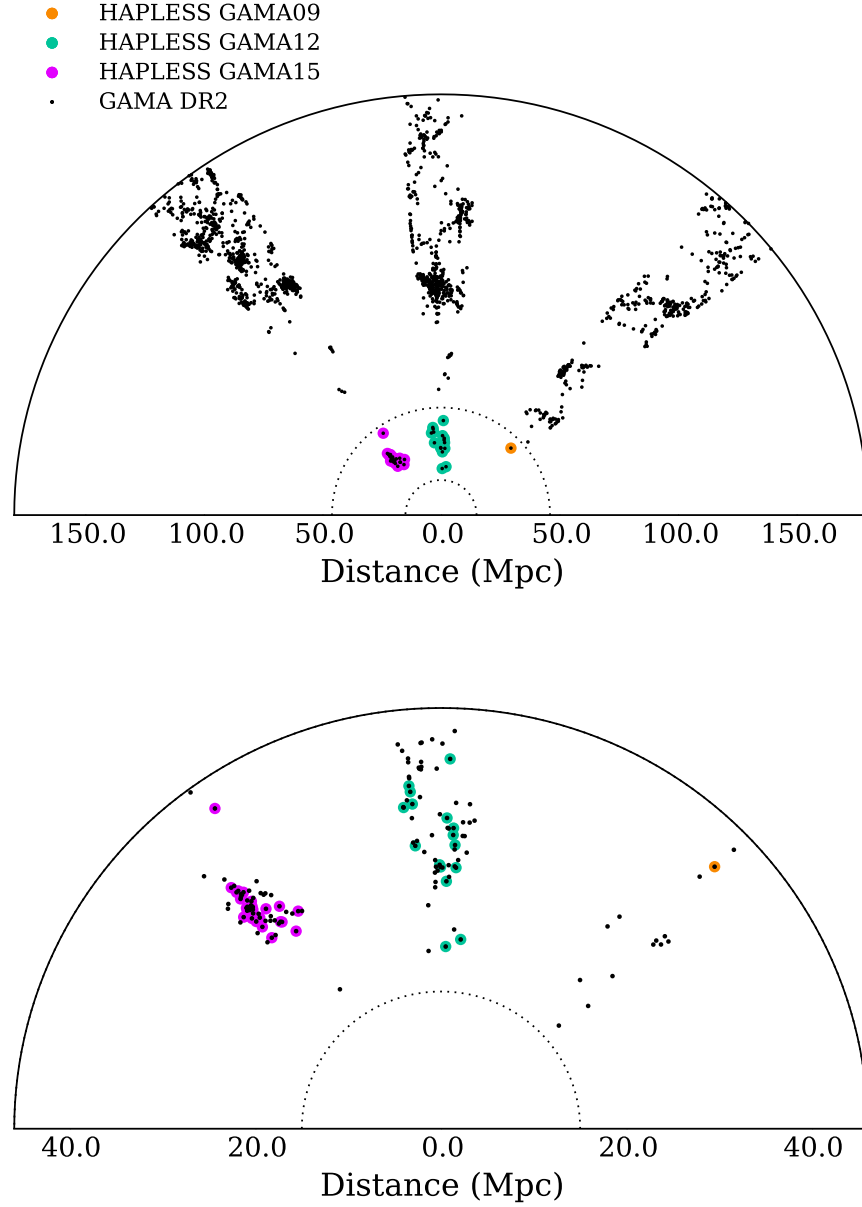 HAPLESS GAMA09
HAPLESS GAMA12
HAPLESS GAMA15
GAMA DR2
150.0 100.0 50.0 0.0 50.0 100.0 150.0
Distance (Mpc)
40.0 20.0 0.0 20.0 40.0
Distance (Mpc)